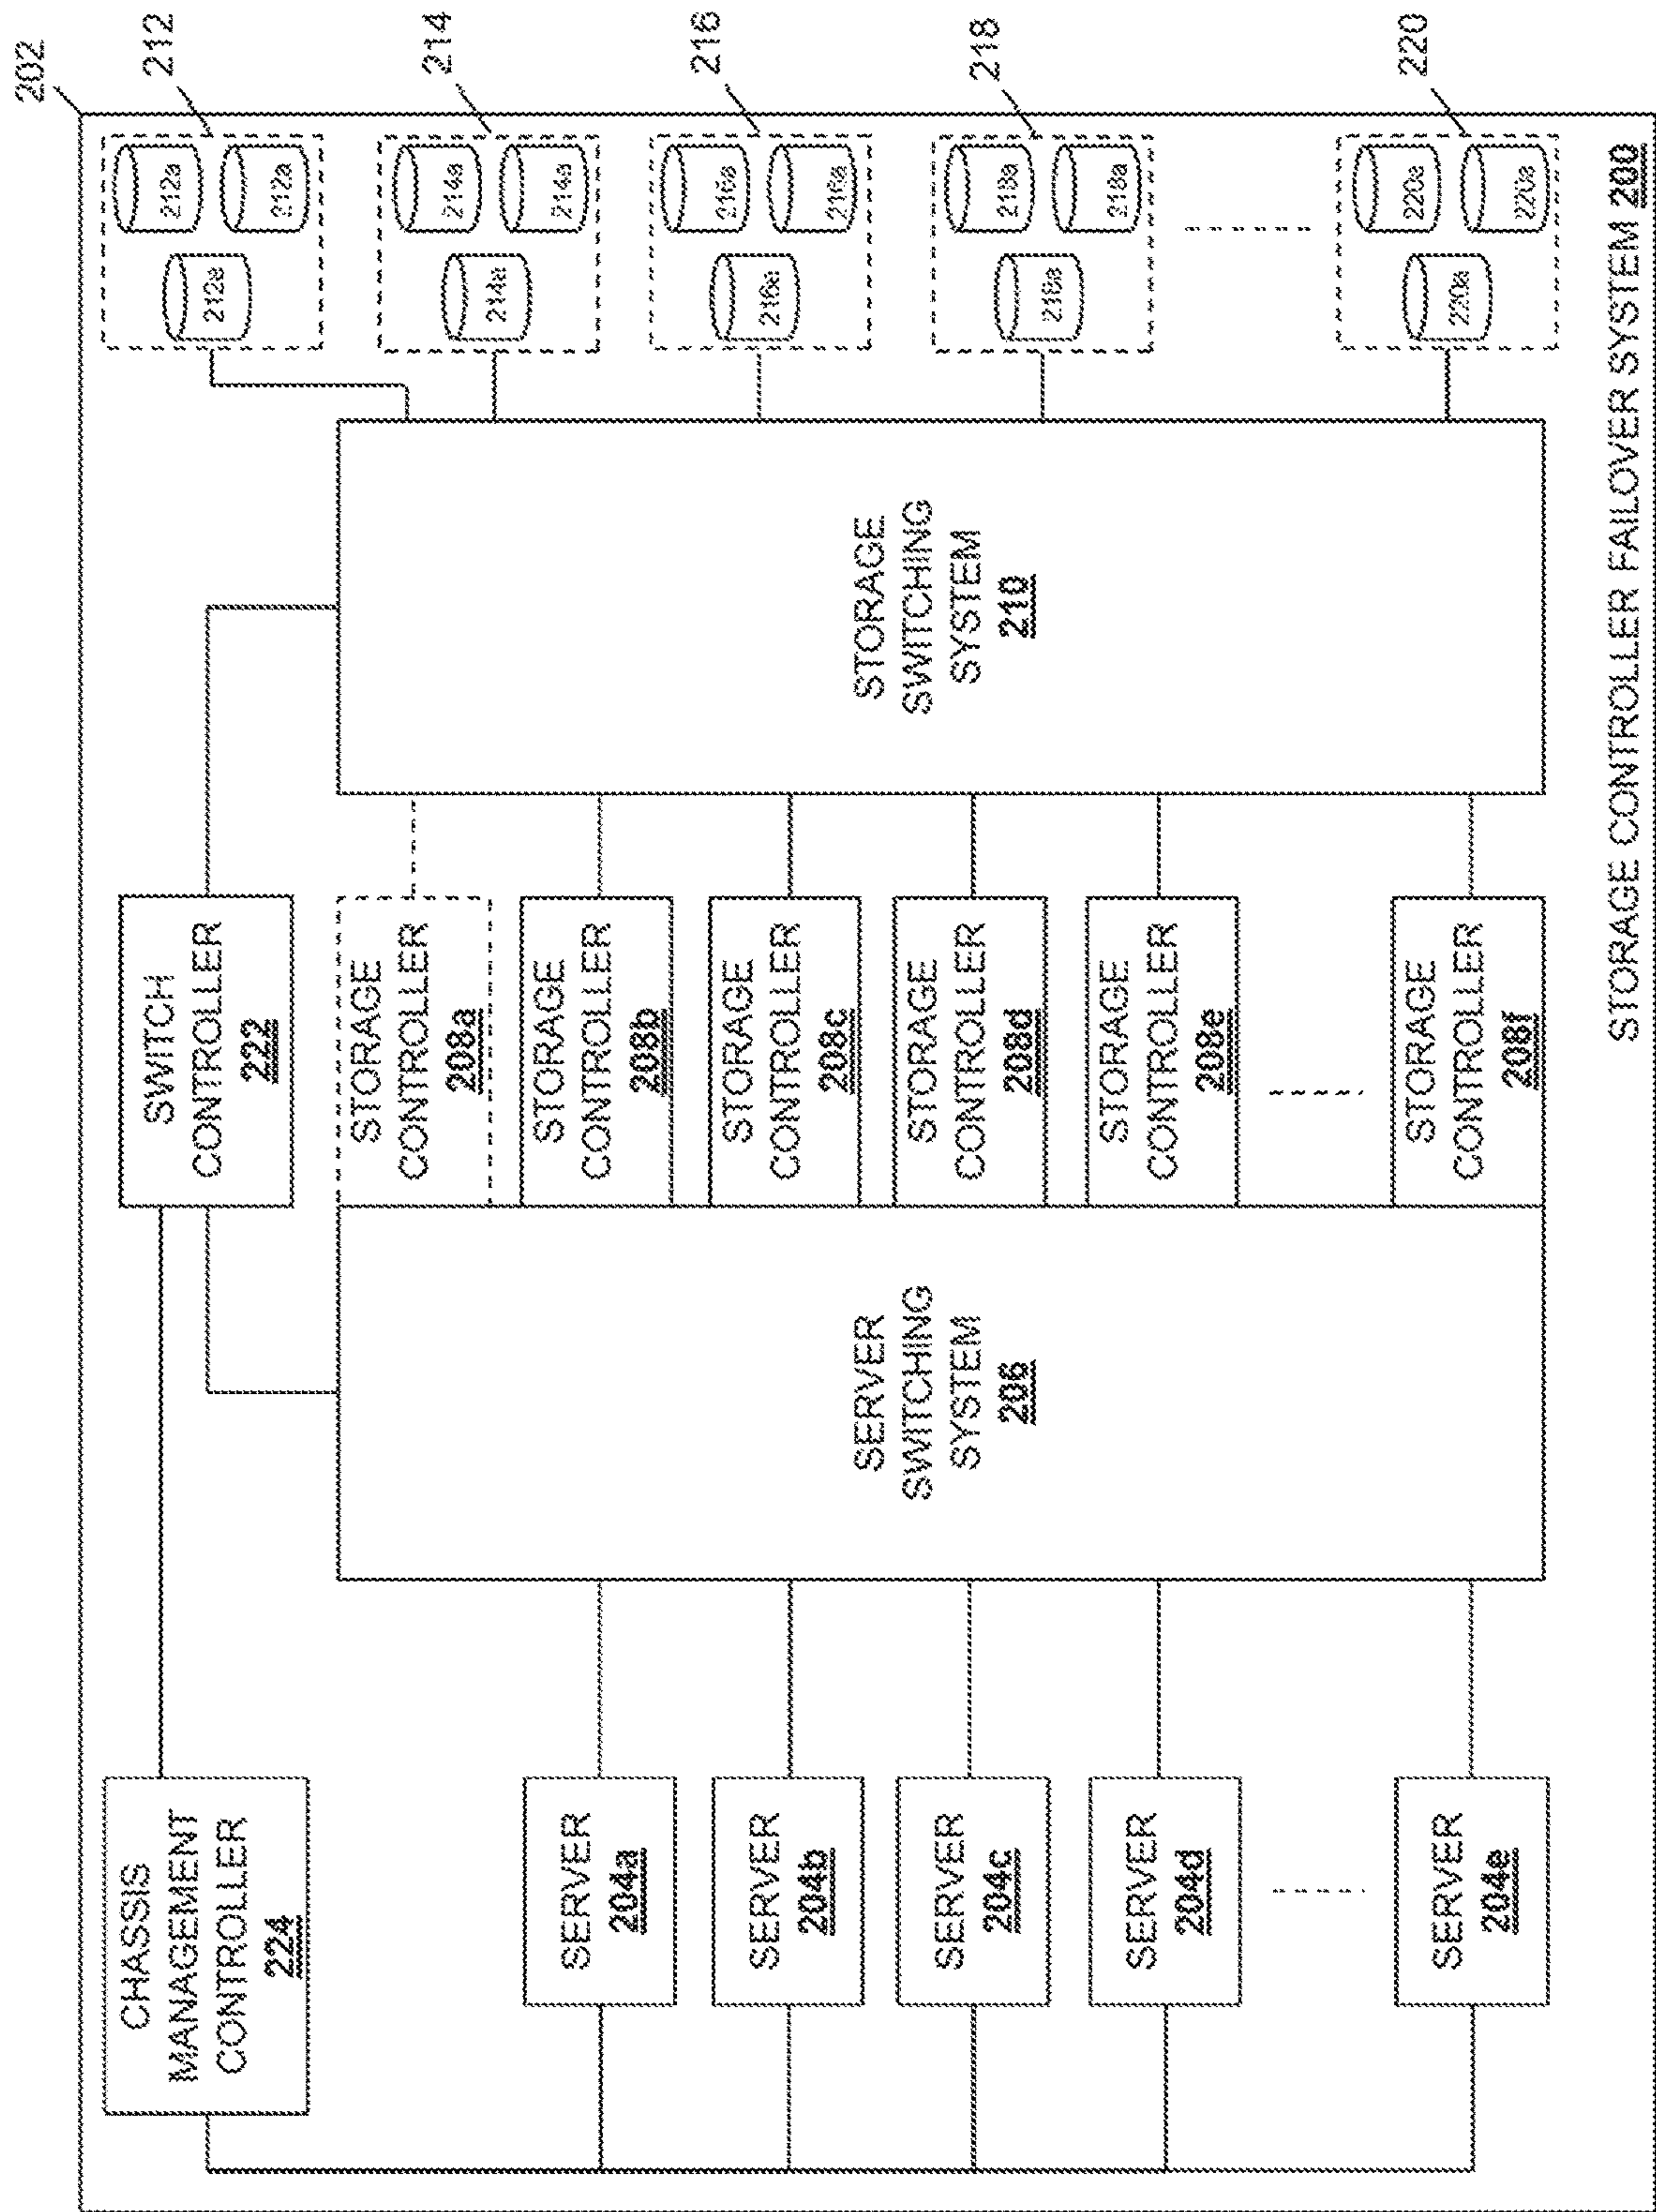 202
CHASSIS
MANAGEMENT
CONTROLLER
224
SWITCH
CONTROLLER
222
SERVER
204a
SERVER
204b
SERVER
204c
SERVER
204d
SERVER
204e
SERVER
SWITCHING
SYSTEM
206
STORAGE
CONTROLLER
208a
STORAGE
CONTROLLER
208b
STORAGE
CONTROLLER
208c
STORAGE
CONTROLLER
208d
STORAGE
CONTROLLER
208e
STORAGE
CONTROLLER
208f
STORAGE
SWITCHING
SYSTEM
210
212a
212a
212a
212
214a
214a
214a
214
216a
216a
216a
216
218a
218a
218a
218
220a
220a
220a
220
STORAGE CONTROLLER FAILOVER SYSTEM 200